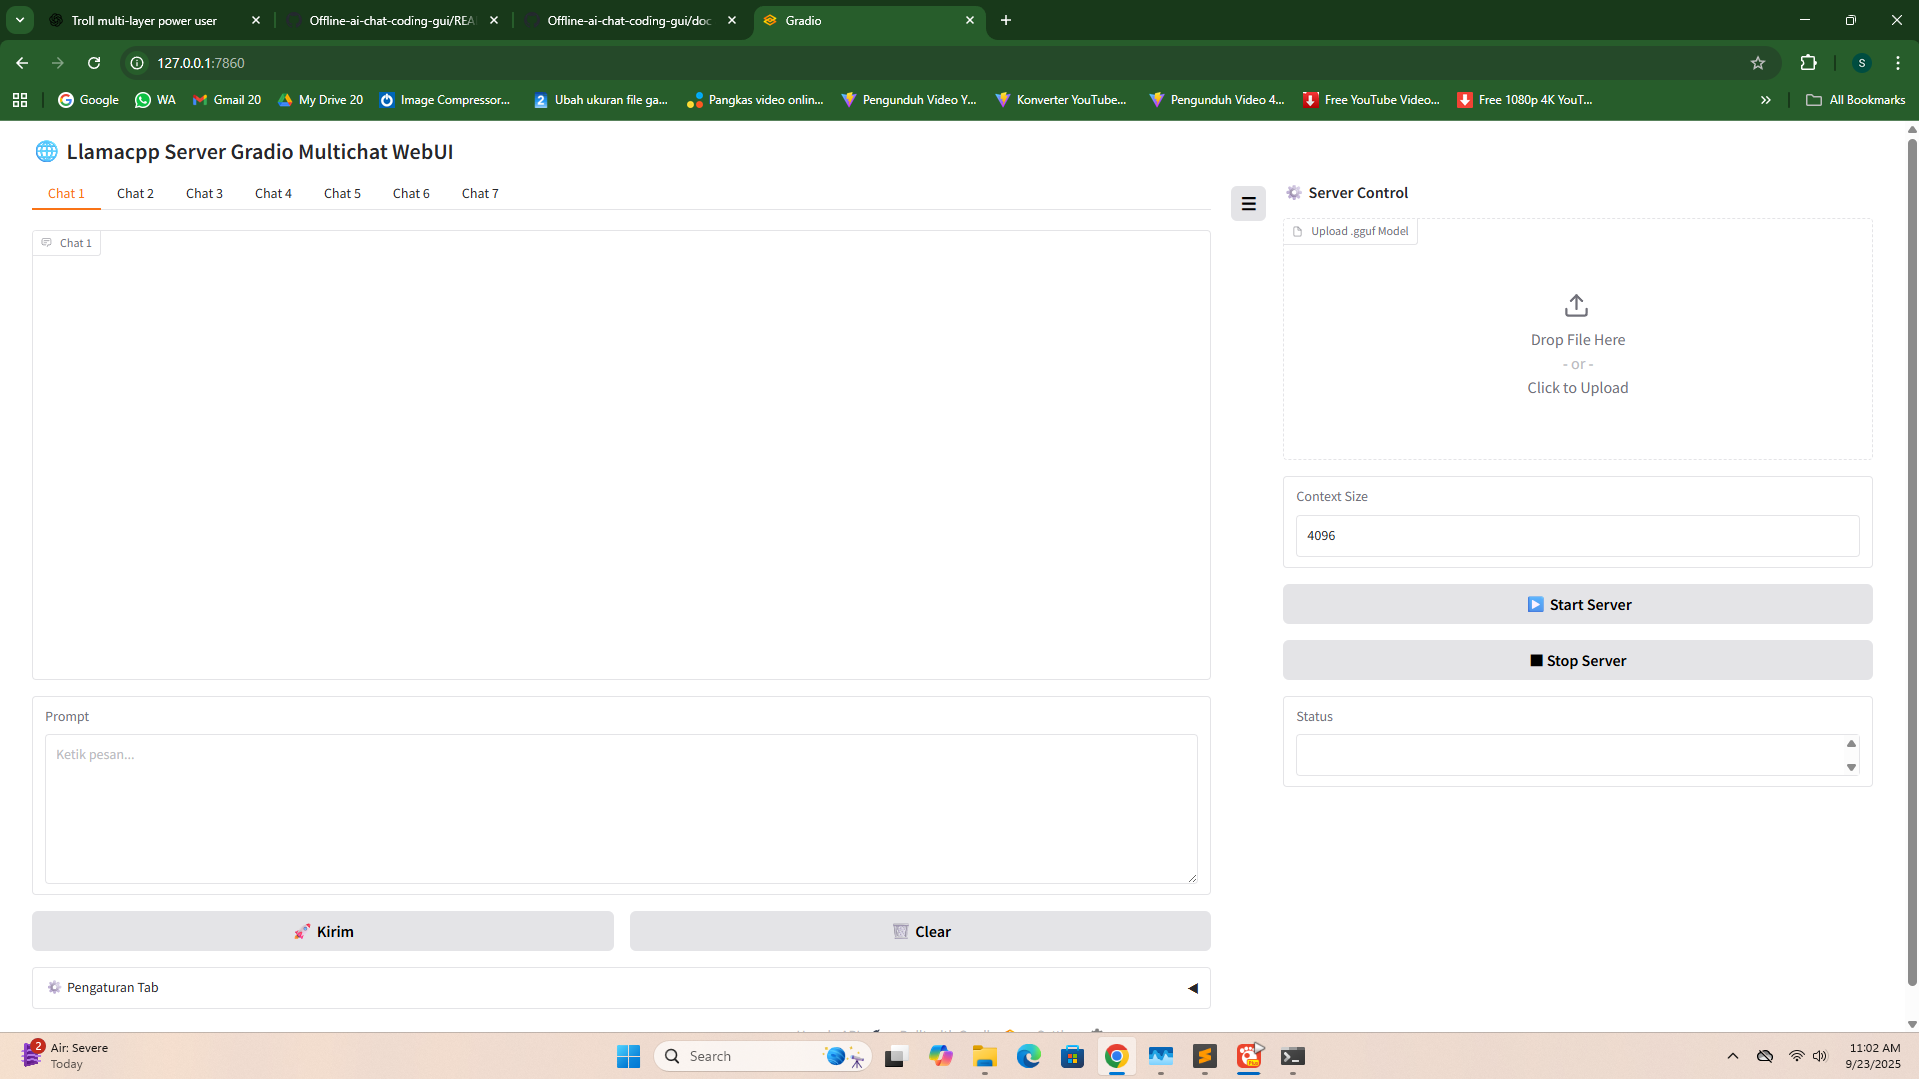 Troll multi-layer power user
Offline-ai-chat-coding-gui/REA
Offline-ai-chat-coding-gui/doc
Gradio
127.0.0.1:7860
S
Google
WA
Gmail 20
My Drive 20
Image Compressor...
Ubah ukuran file ga...
Pangkas video onlin...
Pengunduh Video Y...
Konverter YouTube...
Pengunduh Video 4...
Free YouTube Video...
Free 1080p 4K YouT...
All Bookmarks
Llamacpp Server Gradio Multichat WebUI
Chat 1
Chat 2
Chat 3
Chat 4
Chat 5
Chat 6
Chat 7
Chat 1
Prompt
Ketik pesan...
Kirim
Clear
Pengaturan Tab
Server Control
Upload .gguf Model
Drop File Here
- or -
Click to Upload
Context Size
4096
Start Server
Stop Server
Status
2
Air: Severe
Today
Search
11:02 AM
9/23/2025